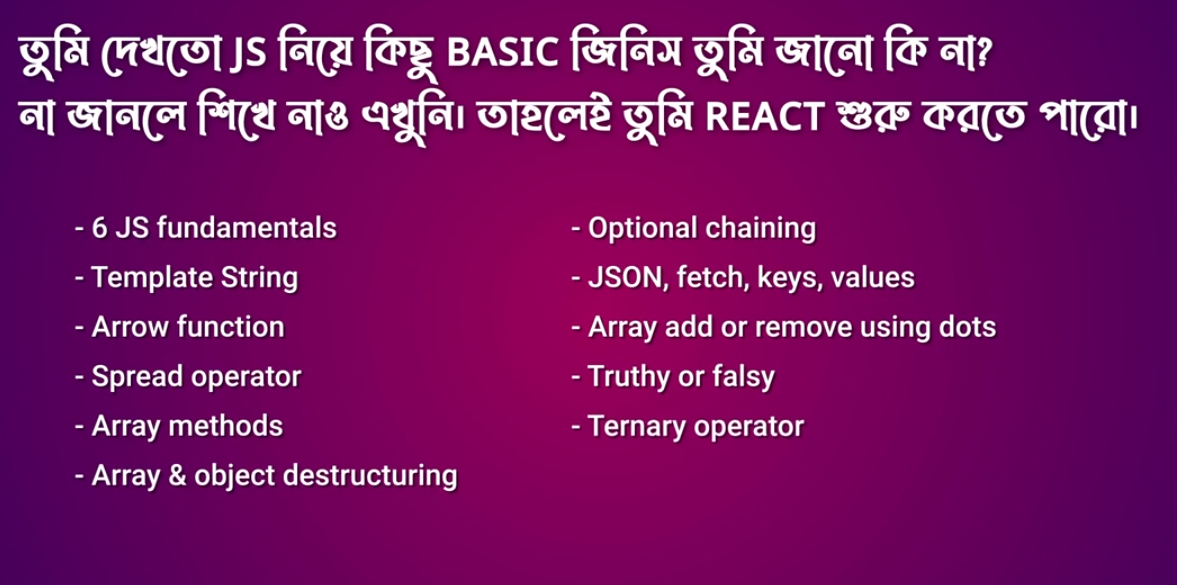 তুমি দেখতো JS নিয়ে কিছু BASIC জিনিস তুমি জানো কি না?
না জানলে শিখে নাও এখুনি। তাহলেই তুমি REACT শুরু করতে পারো।
- 6 JS fundamentals
- Template String
- Arrow function
- Spread operator
- Array methods
- Array & object destructuring
- Optional chaining
- JSON, fetch, keys, values
- Array add or remove using dots
- Truthy or falsy
- Ternary operator